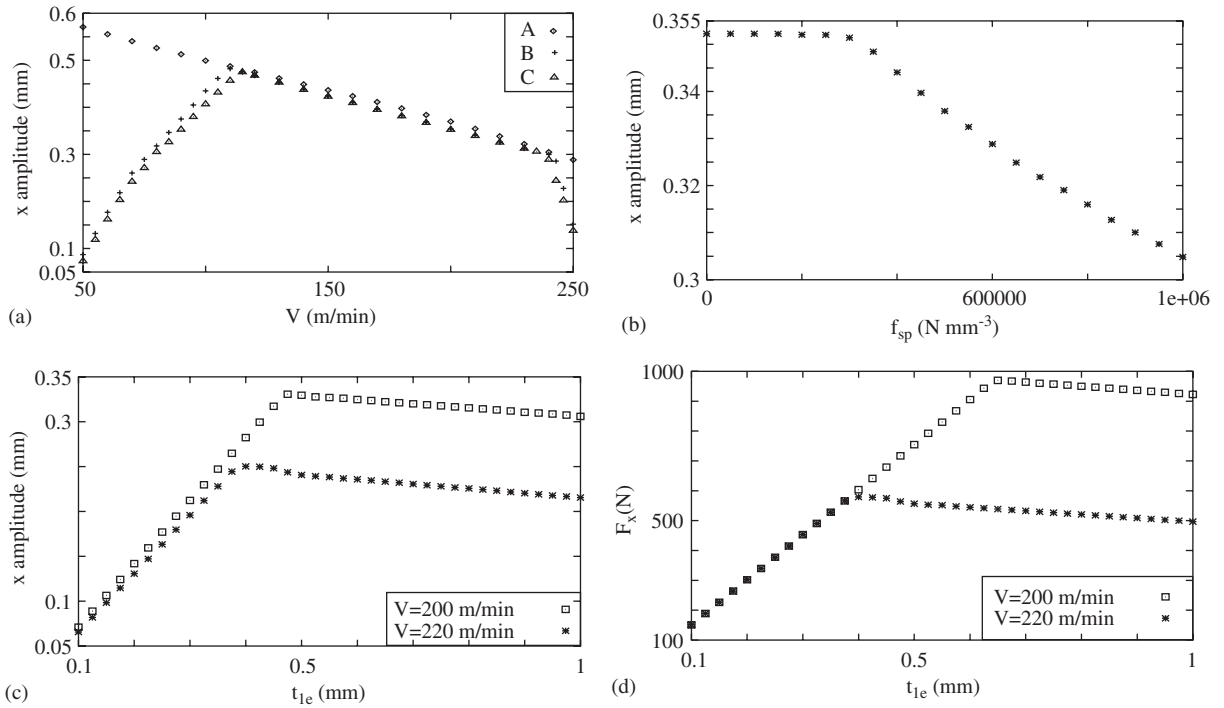 0.6
0.5
0.3
0.1
0.05
x amplitude (mm)
A
B
C
50
150
250
V (m/min)
(a)
0.355
0.34
0.32
0.3
x amplitude (mm)
0
600000
1e+06
f_sp (N mm⁻³)
(b)
0.35
0.3
0.1
0.05
x amplitude (mm)
V=200 m/min
V=220 m/min
0.1
0.5
1
t_1e (mm)
(c)
1000
500
100
F_x(N)
V=200 m/min
V=220 m/min
0.1
0.5
1
t_1e (mm)
(d)